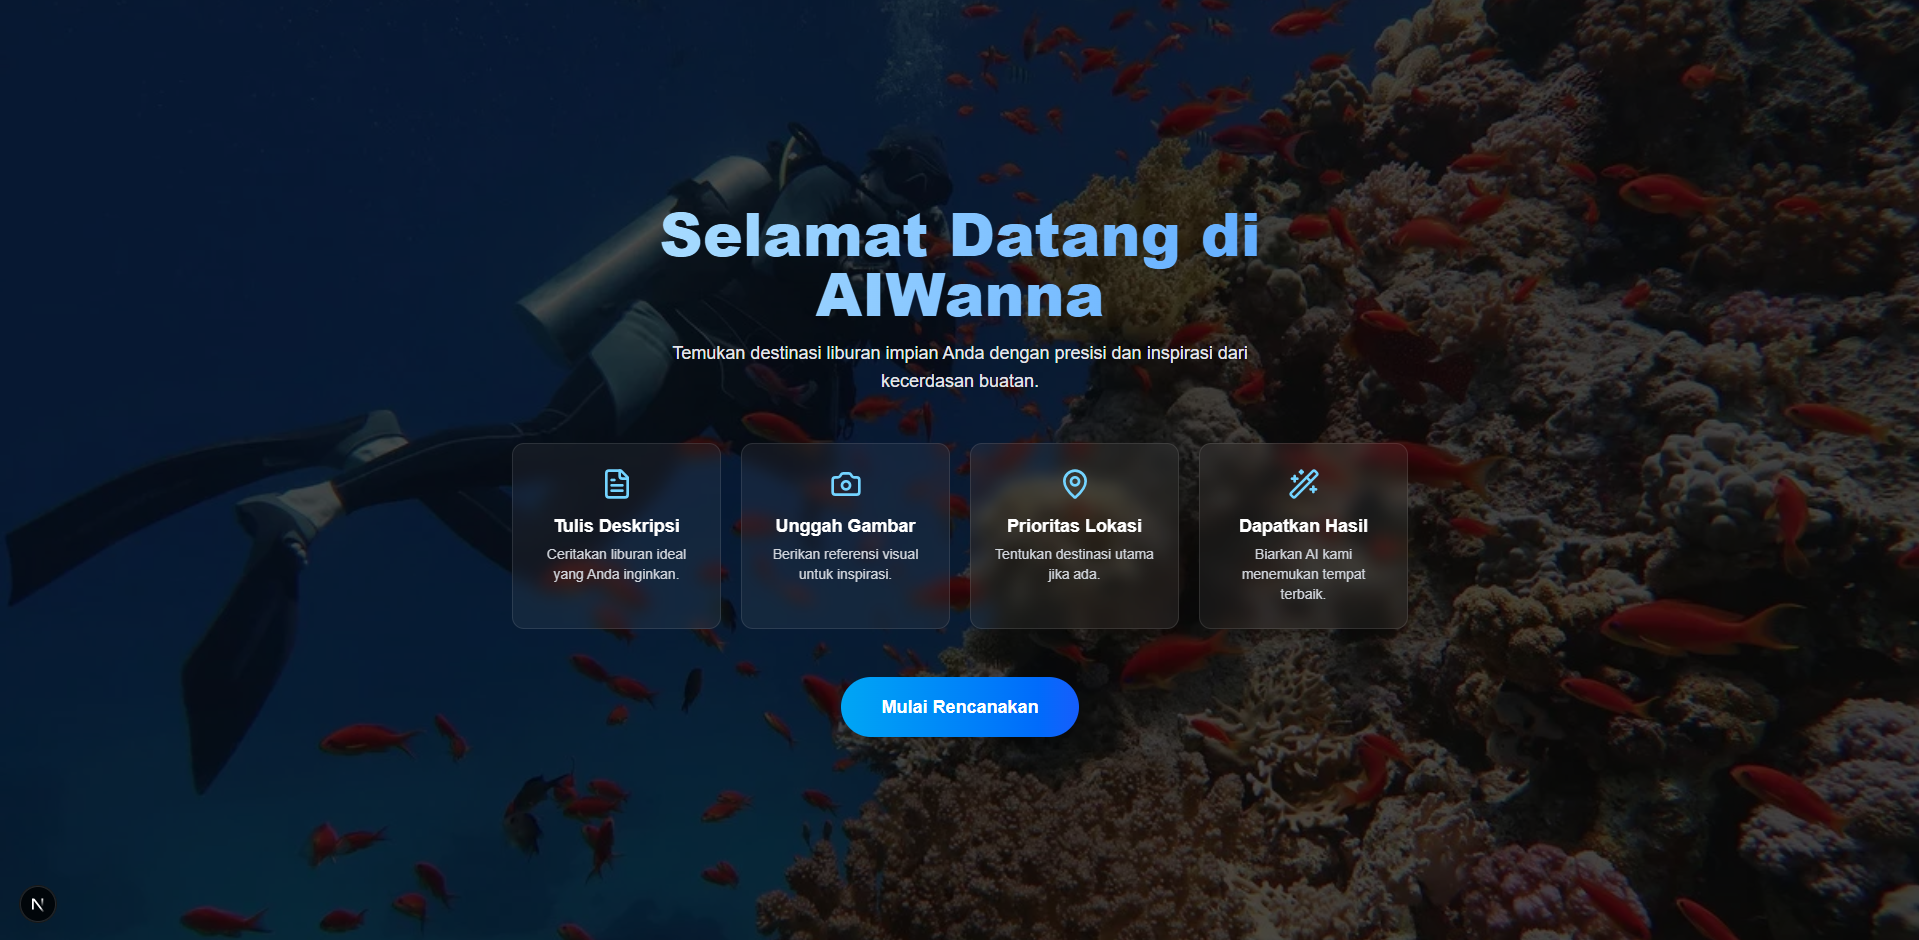 Selamat Datang di
AIWanna
Temukan destinasi liburan impian Anda dengan presisi dan inspirasi dari
kecerdasan buatan.
Tulis Deskripsi
Ceritakan liburan ideal
yang Anda inginkan.
Unggah Gambar
Berikan referensi visual
untuk inspirasi.
Prioritas Lokasi
Tentukan destinasi utama
jika ada.
Dapatkan Hasil
Biarkan AI kami
menemukan tempat
terbaik.
Mulai Rencanakan
N